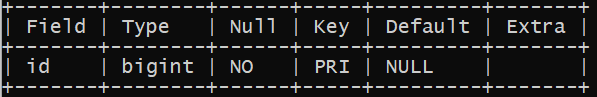 +-------+--------+------+-----+---------+-------+
| Field | Type   | Null | Key | Default | Extra |
+-------+--------+------+-----+---------+-------+
| id    | bigint | NO   | PRI | NULL    |       |
+-------+--------+------+-----+---------+-------+